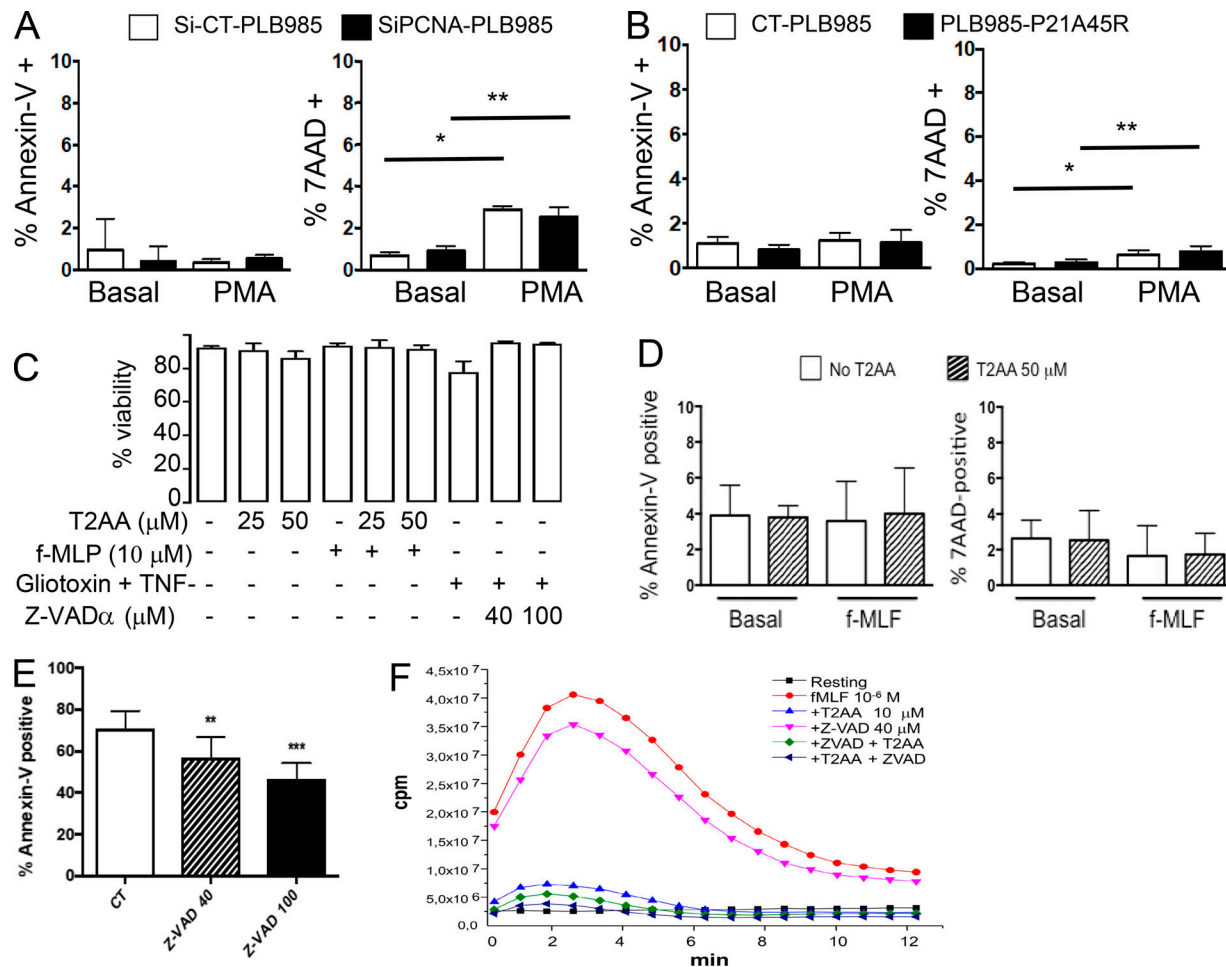 A
Si-CT-PLB985 SiPCNA-PLB985
% Annexin-V +
10
8
6
4
2
0
Basal PMA
% 7AAD +
10
8
6
4
2
0
*
**
Basal PMA
B
CT-PLB985 PLB985-P21A45R
% Annexin-V +
10
8
6
4
2
0
Basal PMA
% 7AAD +
10
8
6
4
2
0
*
**
Basal PMA
C
% viability
80
60
40
20
0
T2AA (μM) - 25 50 - 25 50 - - -
f-MLP (10 μM) - - - + + + - - -
Gliotoxin + TNF- - - - - - + + +
Z-VADα (μM) - - - - - - - 40 100
D
No T2AA T2AA 50 μM
% Annexin-V positive
10
8
6
4
2
0
Basal f-MLF
% 7AAD-positive
10
8
6
4
2
0
Basal f-MLF
E
% Annexin-V positive
100
80
60
40
20
0
**
***
CT
Z-VAD 40
Z-VAD 100
F
cpm
4,5x10 7
4,0x10 7
3,5x10 7
3,0x10 7
2,5x10 7
2,0x10 7
1,5x10 7
1,0x10 7
5,0x10 6
0,0
Resting
fMLF 10-6 M
+T2AA 10 μM
+Z-VAD 40 μM
+ZVAD + T2AA
+T2AA + ZVAD
0 2 4 6 8 10 12
min